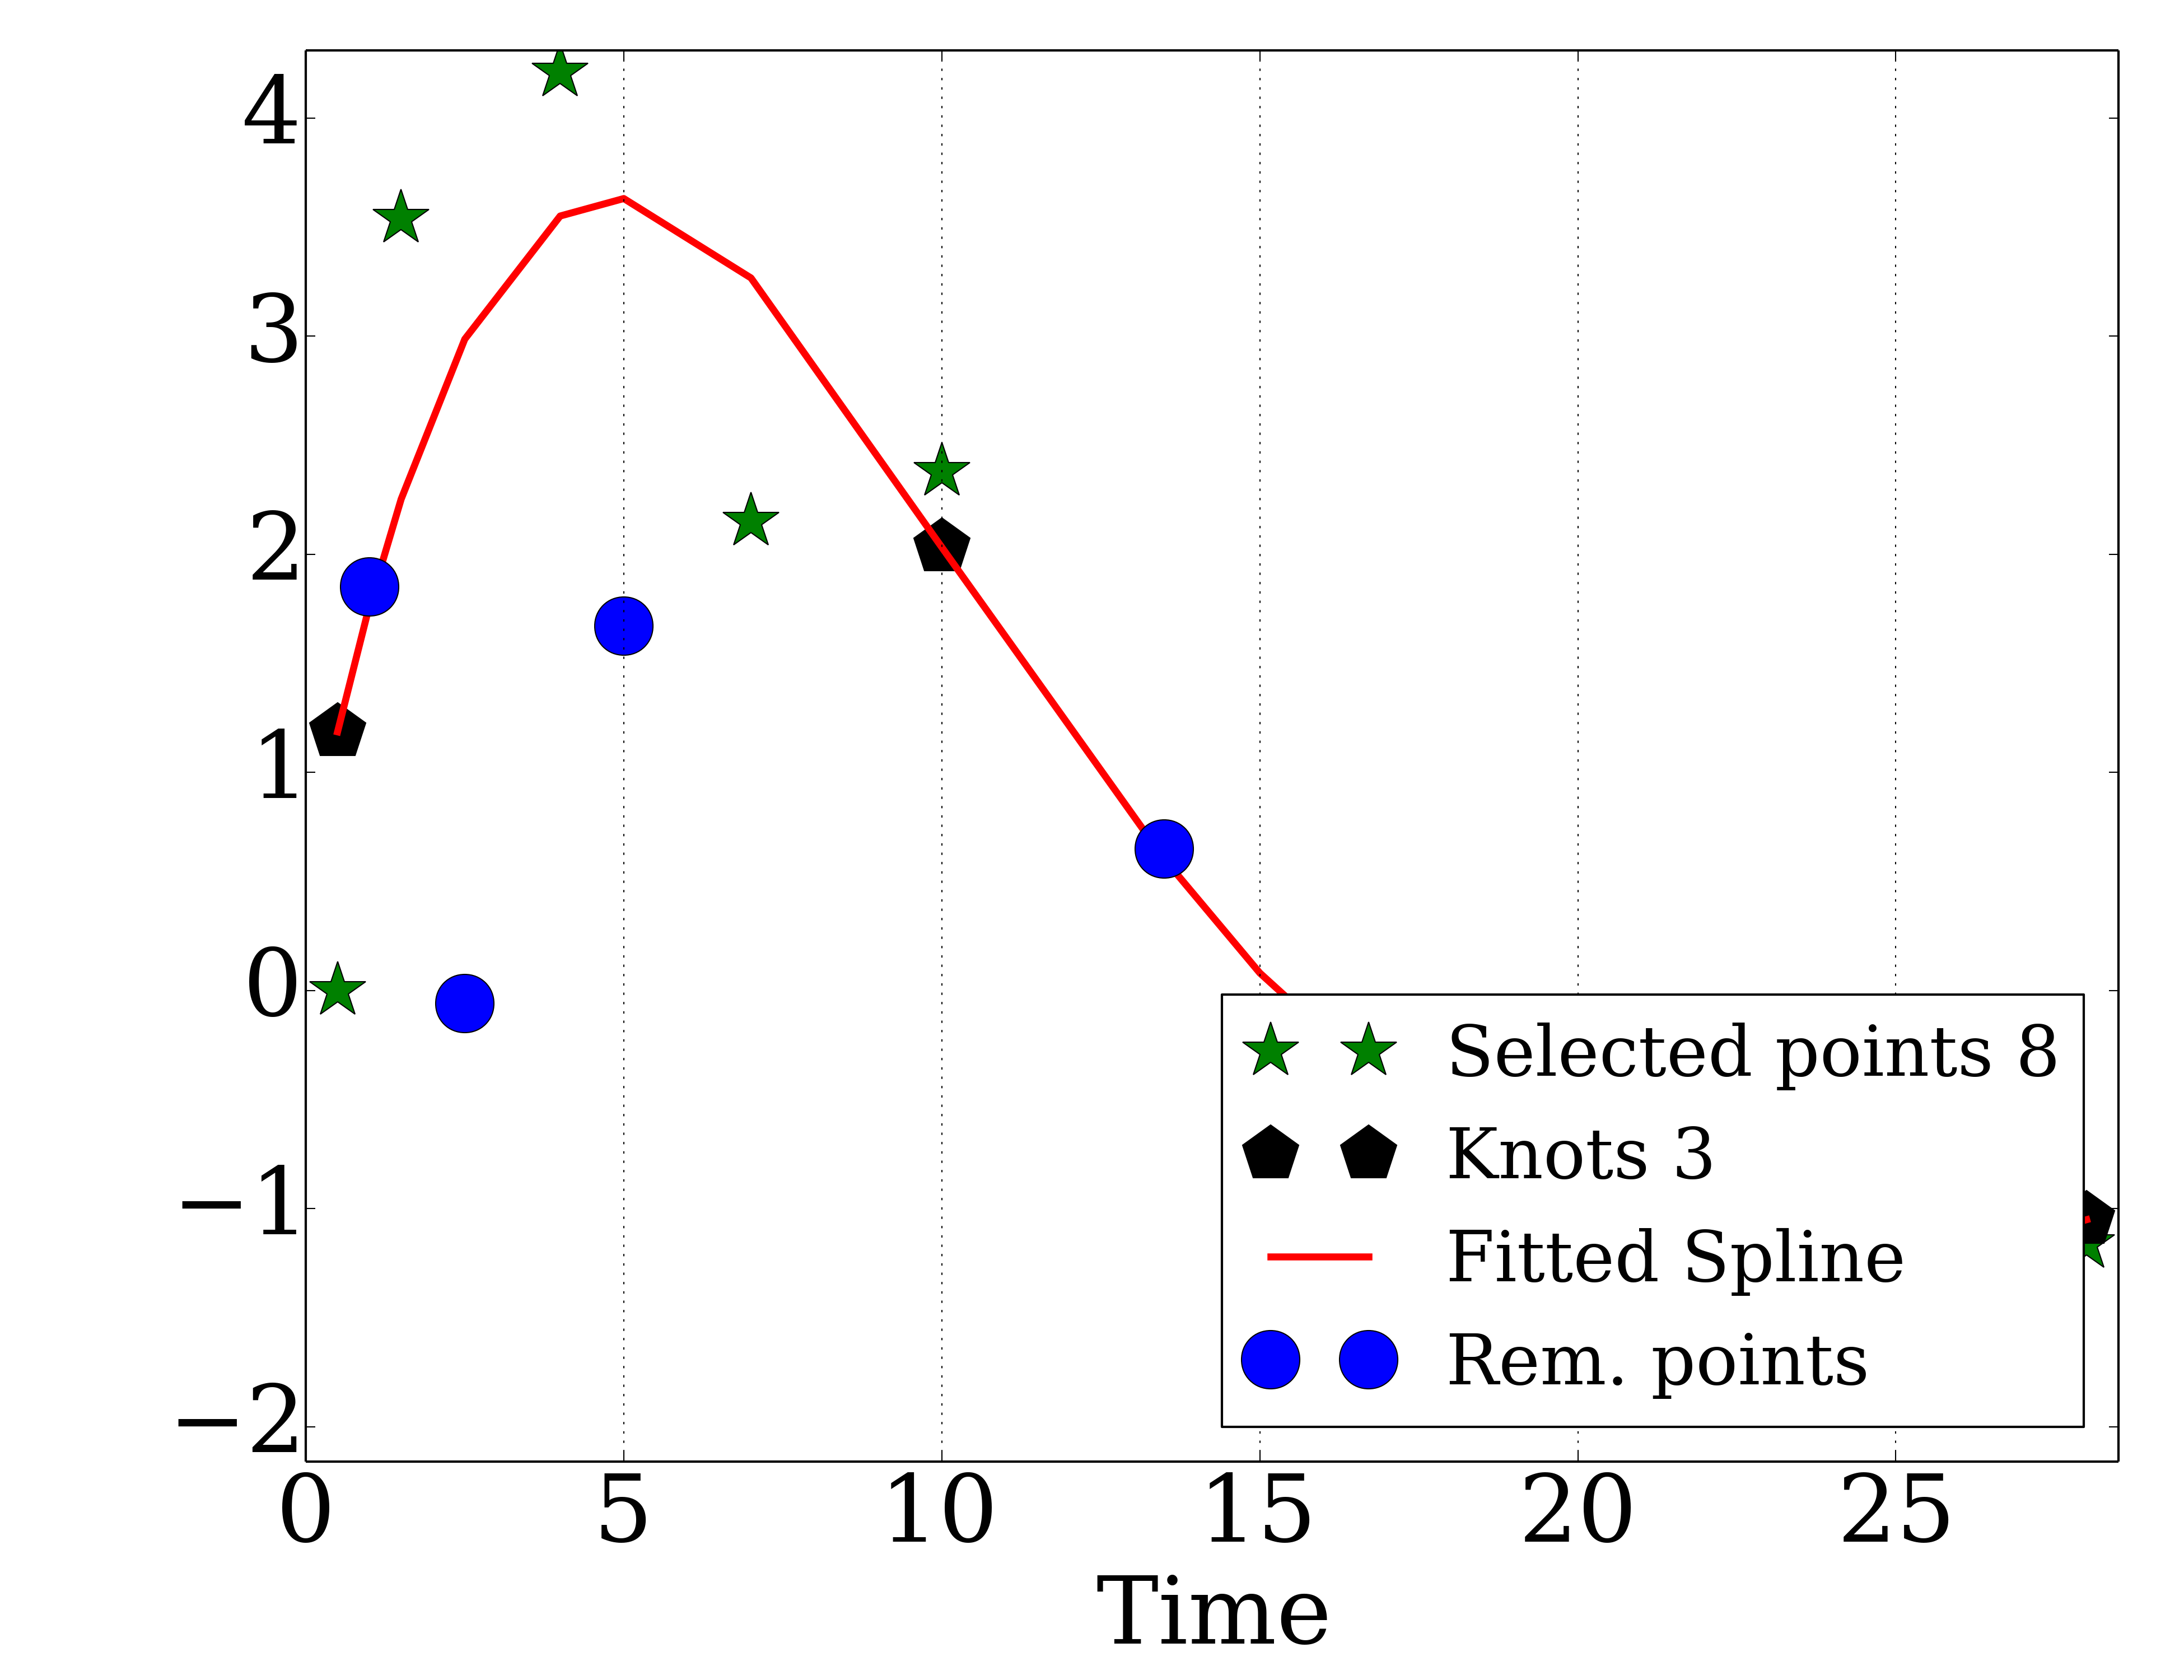 4
3
2
1
0
−1
−2
0 5 10 15 20 25
Time
Selected points 8
Knots 3
Fitted Spline
Rem. points